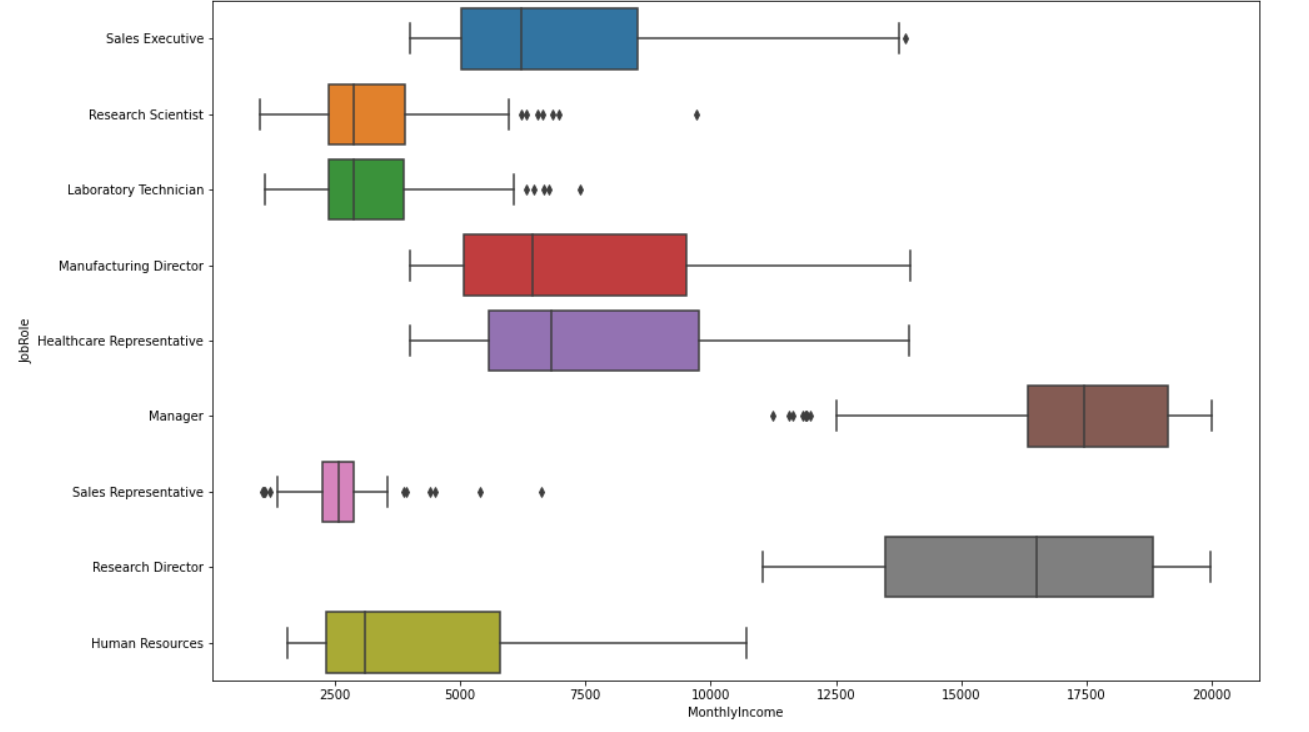 Sales Executive
Research Scientist
Laboratory Technician
Manufacturing Director
Healthcare Representative
Manager
Sales Representative
Research Director
Human Resources
JobRole
2500 5000 7500 10000 12500 15000 17500 20000
MonthlyIncome